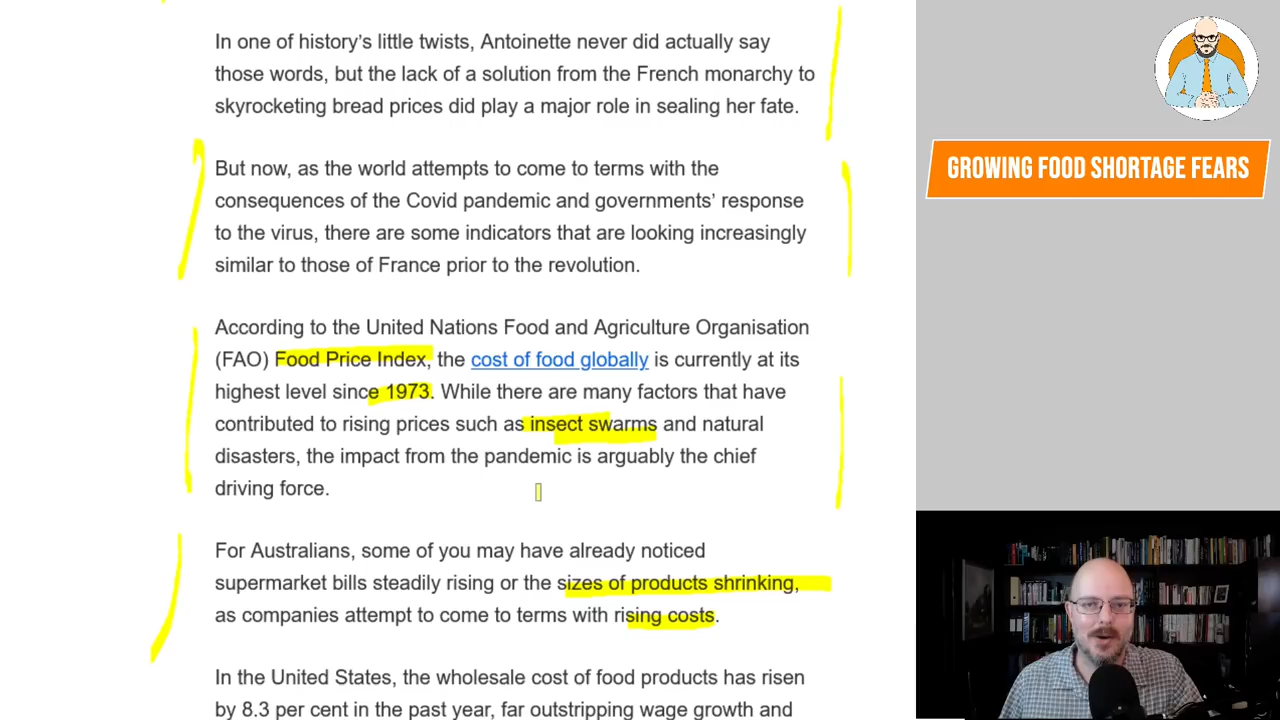 In one of history's little twists, Antoinette never did actually say
those words, but the lack of a solution from the French monarchy to
skyrocketing bread prices did play a major role in sealing her fate.
But now, as the world attempts to come to terms with the
consequences of the Covid pandemic and governments' response
to the virus, there are some indicators that are looking increasingly
similar to those of France prior to the revolution.
According to the United Nations Food and Agriculture Organisation
(FAO) Food Price Index, the cost of food globally is currently at its
highest level since 1973. While there are many factors that have
contributed to rising prices such as insect swarms and natural
disasters, the impact from the pandemic is arguably the chief
driving force.
For Australians, some of you may have already noticed
supermarket bills steadily rising or the sizes of products shrinking,
as companies attempt to come to terms with rising costs.
In the United States, the wholesale cost of food products has risen
by 8.3 per cent in the past year, far outstripping wage growth and
GROWING FOOD SHORTAGE FEARS